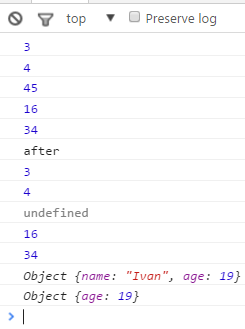 top Preserve log
3
4
45
16
34
after
3
4
undefined
16
34
Object {name: "Ivan", age: 19}
Object {age: 19}